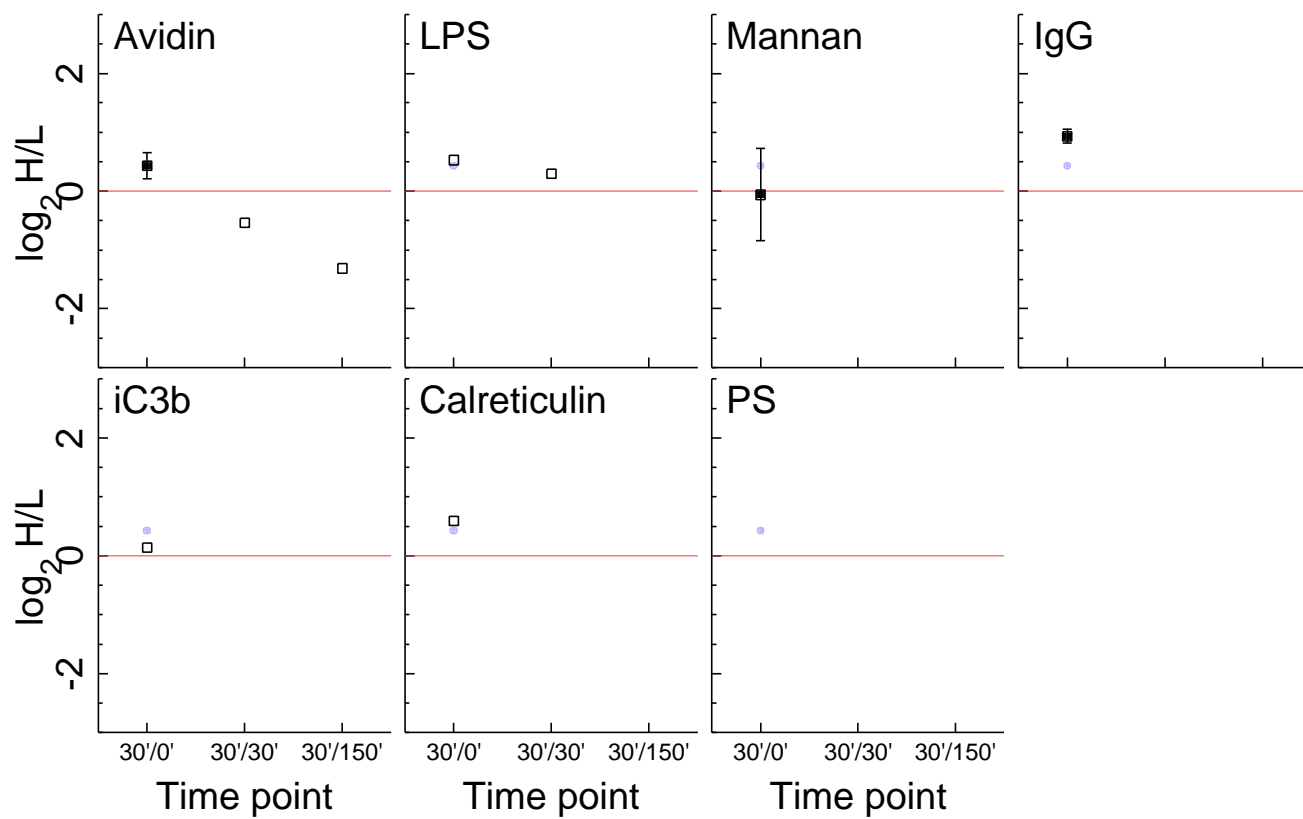 Avidin LPS Mannan IgG
2
0
-2
log2 H/L
iC3b Calreticulin PS
2
0
-2
log2 H/L
30'/0' 30'/30' 30'/150' 30'/0' 30'/30' 30'/150' 30'/0' 30'/30' 30'/150'
Time point Time point Time point